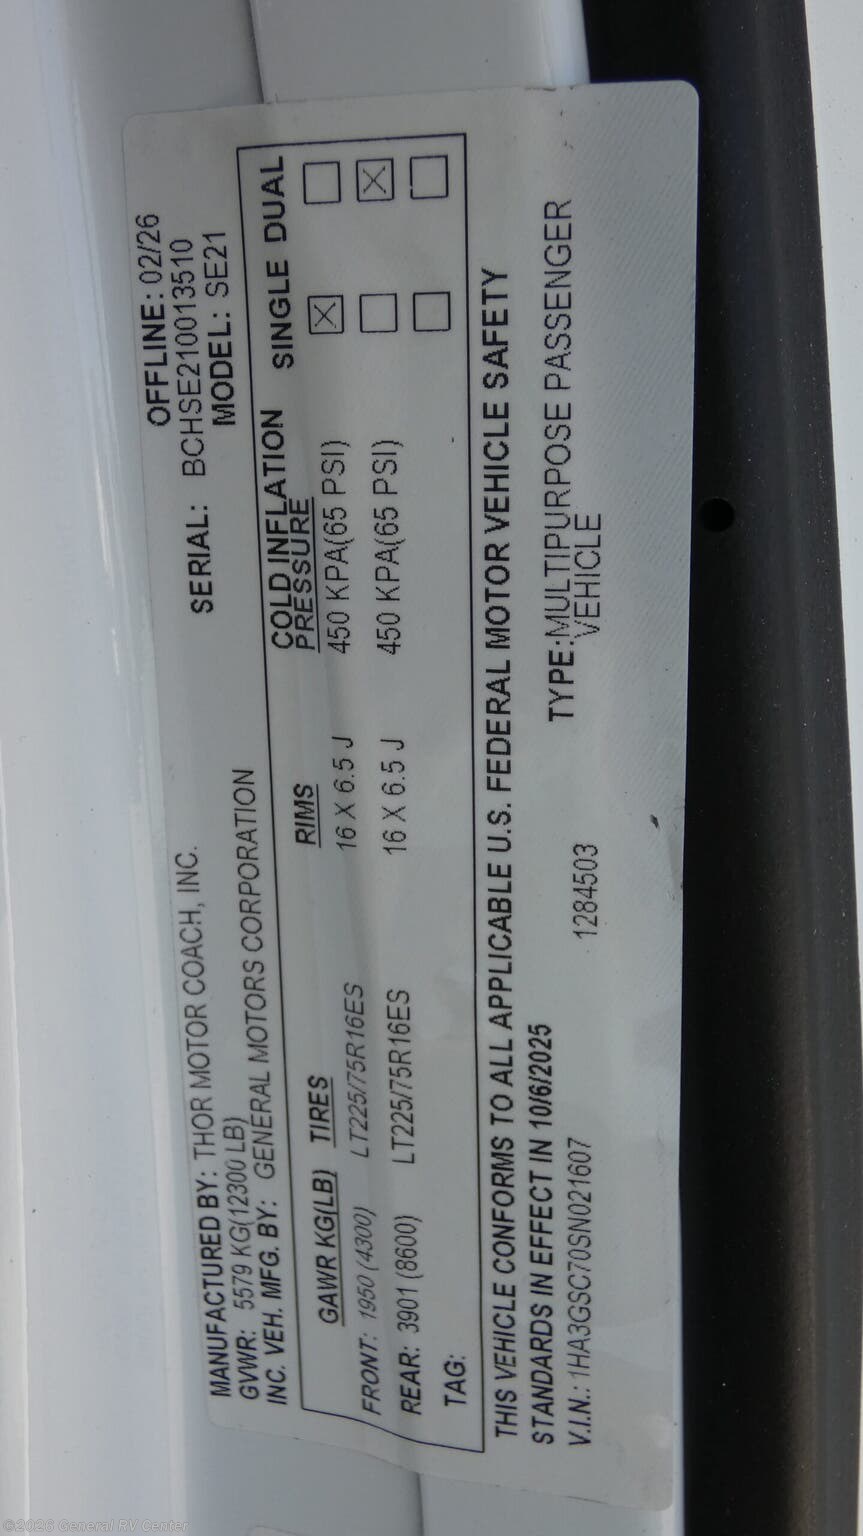 OFFLINE: 02/26
MANUFACTURED BY: THOR MOTOR COACH, INC. SERIAL: BCHSE210013510
GVWR: 5579 KG(12300 LB) MODEL: SE21
INC. VEH. MFG. BY: GENERAL MOTORS CORPORATION
COLD INFLATION SINGLE DUAL
GAWR KG(LB) TIRES RIMS PRESSURE
FRONT: 1950 (4300) LT225/75R16ES 16 X 6.5 J 450 KPA(65 PSI)
REAR: 3901 (8600) LT225/75R16ES 16 X 6.5 J 450 KPA(65 PSI)
TAG:
THIS VEHICLE CONFORMS TO ALL APPLICABLE U.S. FEDERAL MOTOR VEHICLE SAFETY
STANDARDS IN EFFECT IN 10/6/2025 TYPE:MULTIPURPOSE PASSENGER
V.I.N.: 1HA3GSC70SN021607 1284503 VEHICLE
©2026 General RV Center